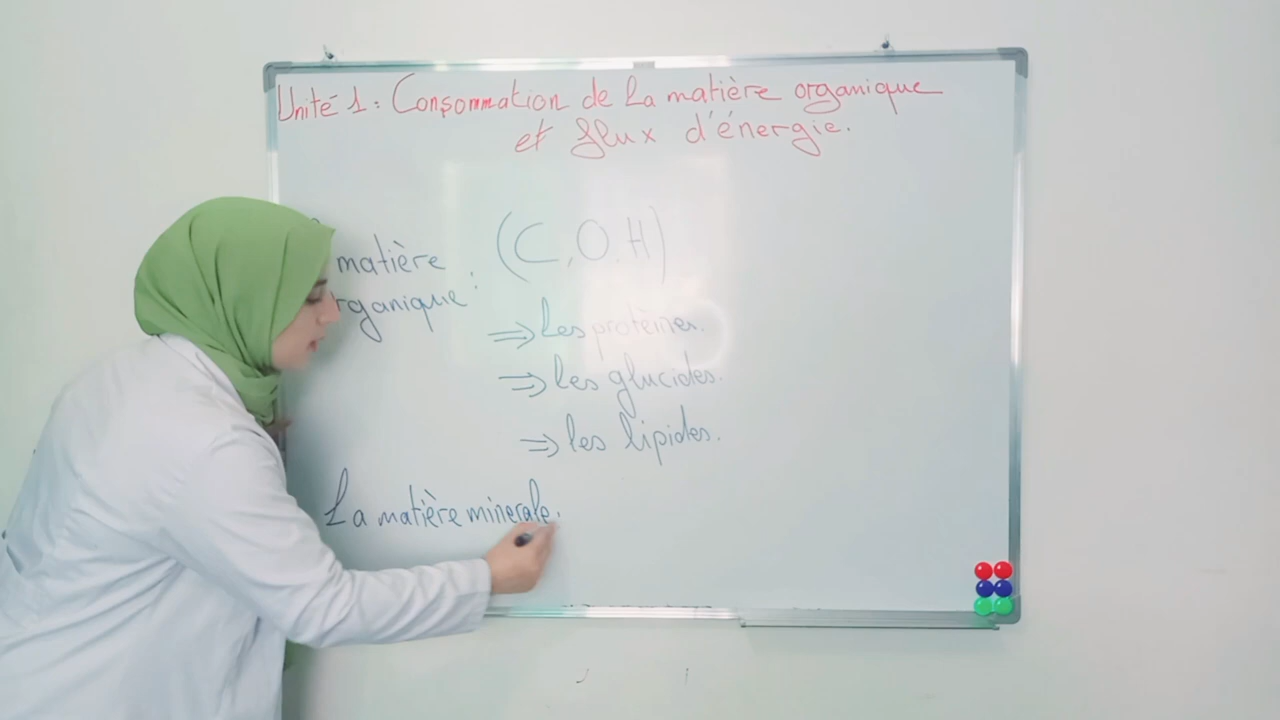 Unité 1: Consommation de la matière organique
et flux d'énergie.
matière (C,O,H)
rganique:
⇒ les protéines.
⇒ les glucides.
⇒ les lipides.
La matière minerale.